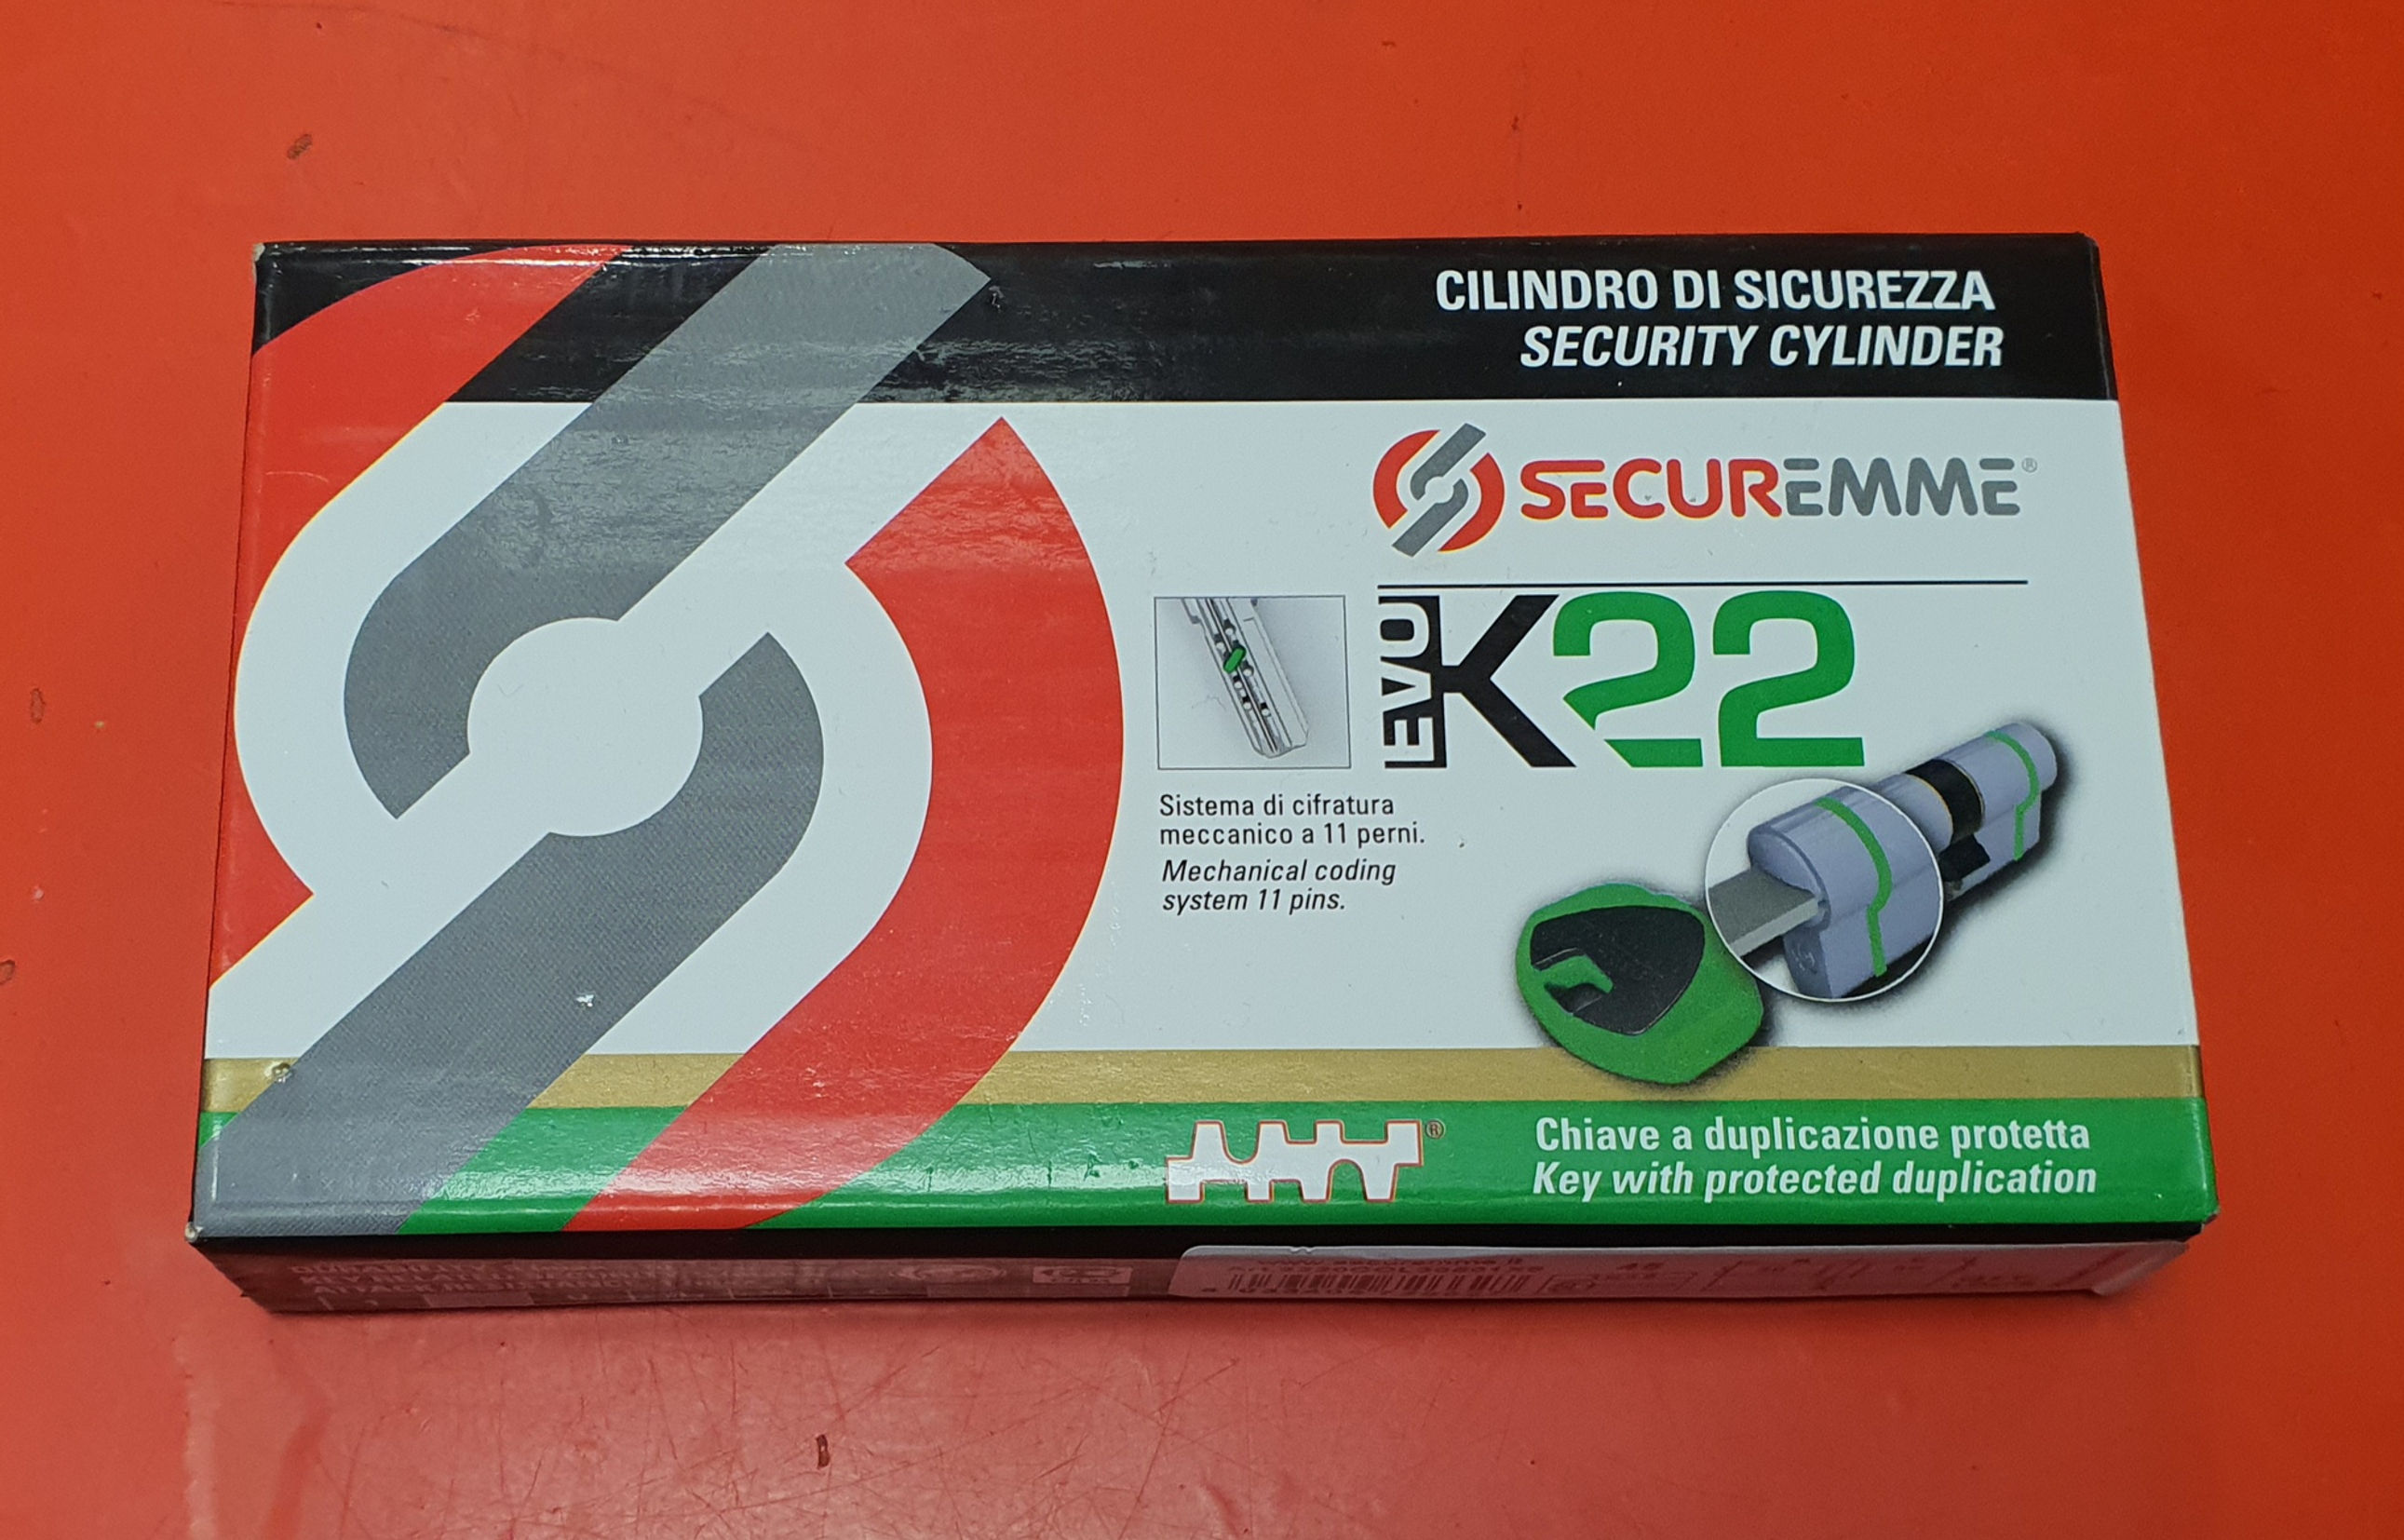 CILINDRO DI SICUREZZA
SECURITY CYLINDER
SECUREMME®
EVO K22
Sistema di cifratura
meccanico a 11 perni.
Mechanical coding
system 11 pins.
®
Chiave a duplicazione protetta
Key with protected duplication